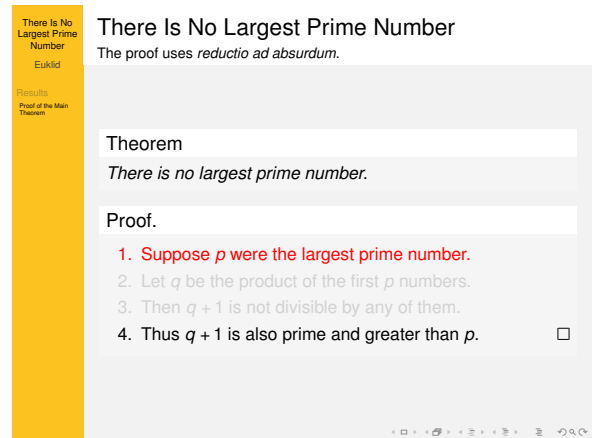 There Is No
Largest Prime
Number
Euklid
Results
Proof of the Main
Theorem
There Is No Largest Prime Number
The proof uses reductio ad absurdum.
Theorem
There is no largest prime number.
Proof.
1. Suppose p were the largest prime number.
2. Let q be the product of the first p numbers.
3. Then q + 1 is not divisible by any of them.
4. Thus q + 1 is also prime and greater than p. □